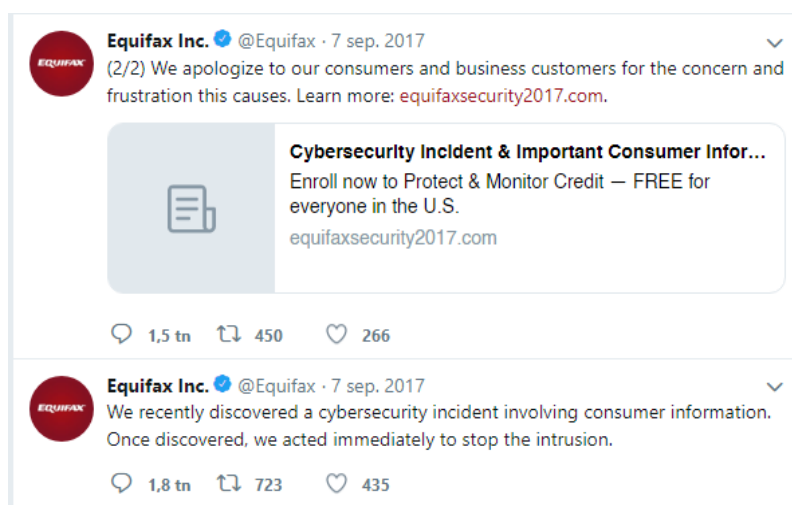 EQUIFAX
Equifax Inc. @Equifax · 7 sep. 2017
(2/2) We apologize to our consumers and business customers for the concern and
frustration this causes. Learn more: equifaxsecurity2017.com.
Cybersecurity Incident & Important Consumer Infor...
Enroll now to Protect & Monitor Credit — FREE for
everyone in the U.S.
equifaxsecurity2017.com
1,5 tn 450 266
EQUIFAX
Equifax Inc. @Equifax · 7 sep. 2017
We recently discovered a cybersecurity incident involving consumer information.
Once discovered, we acted immediately to stop the intrusion.
1,8 tn 723 435